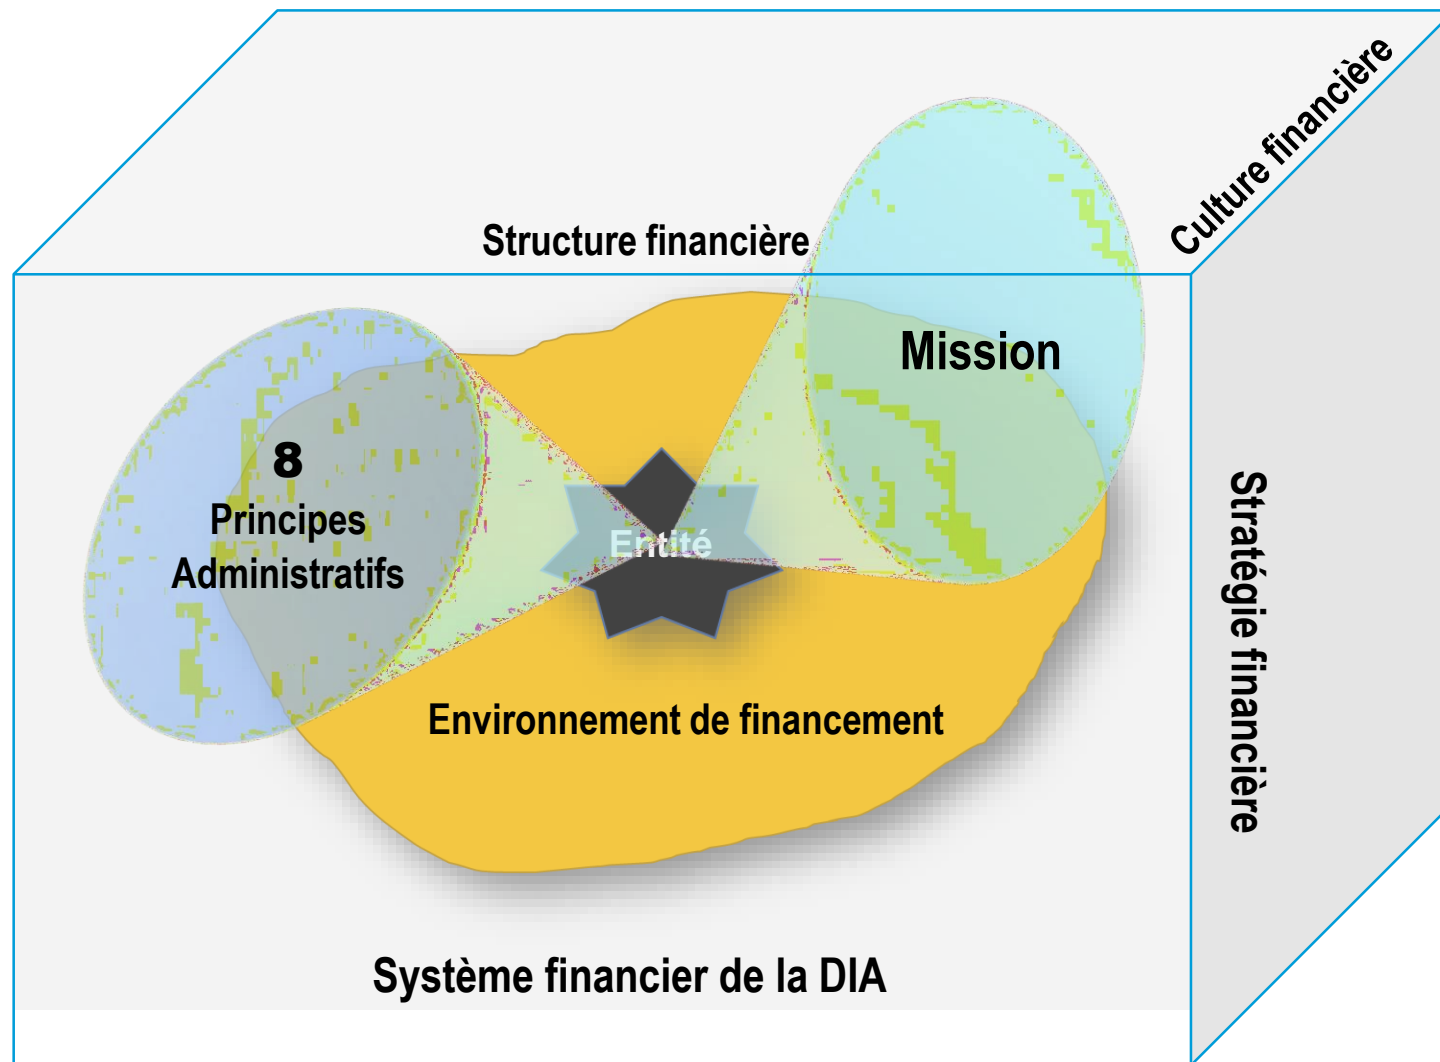 Culture financière
Structure financière
Mission
8
Principes
Administratifs
Entité
Stratégie financière
Environnement de financement
Système financier de la DIA